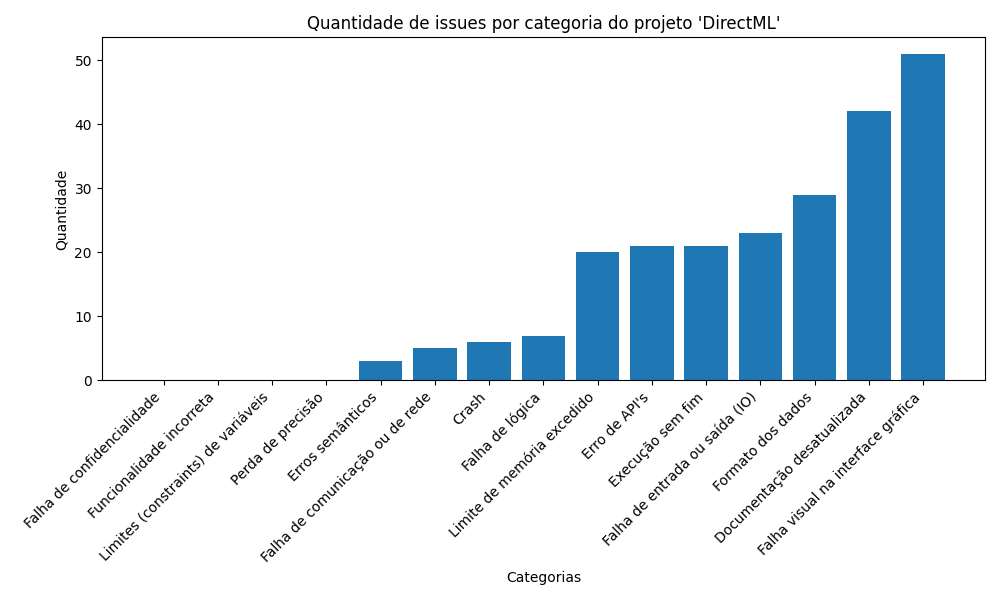 Quantidade de issues por categoria do projeto 'DirectML'
50
40
30
20
10
0
Quantidade
Falha de confidencialidade
Funcionalidade incorreta
Limites (constraints) de variáveis
Perda de precisão
Erros semânticos
Falha de comunicação ou de rede
Crash
Falha de lógica
Limite de memória excedido
Erro de API's
Execução sem fim
Falha de entrada ou saída (IO)
Formato dos dados
Documentação desatualizada
Falha visual na interface gráfica
Categorias